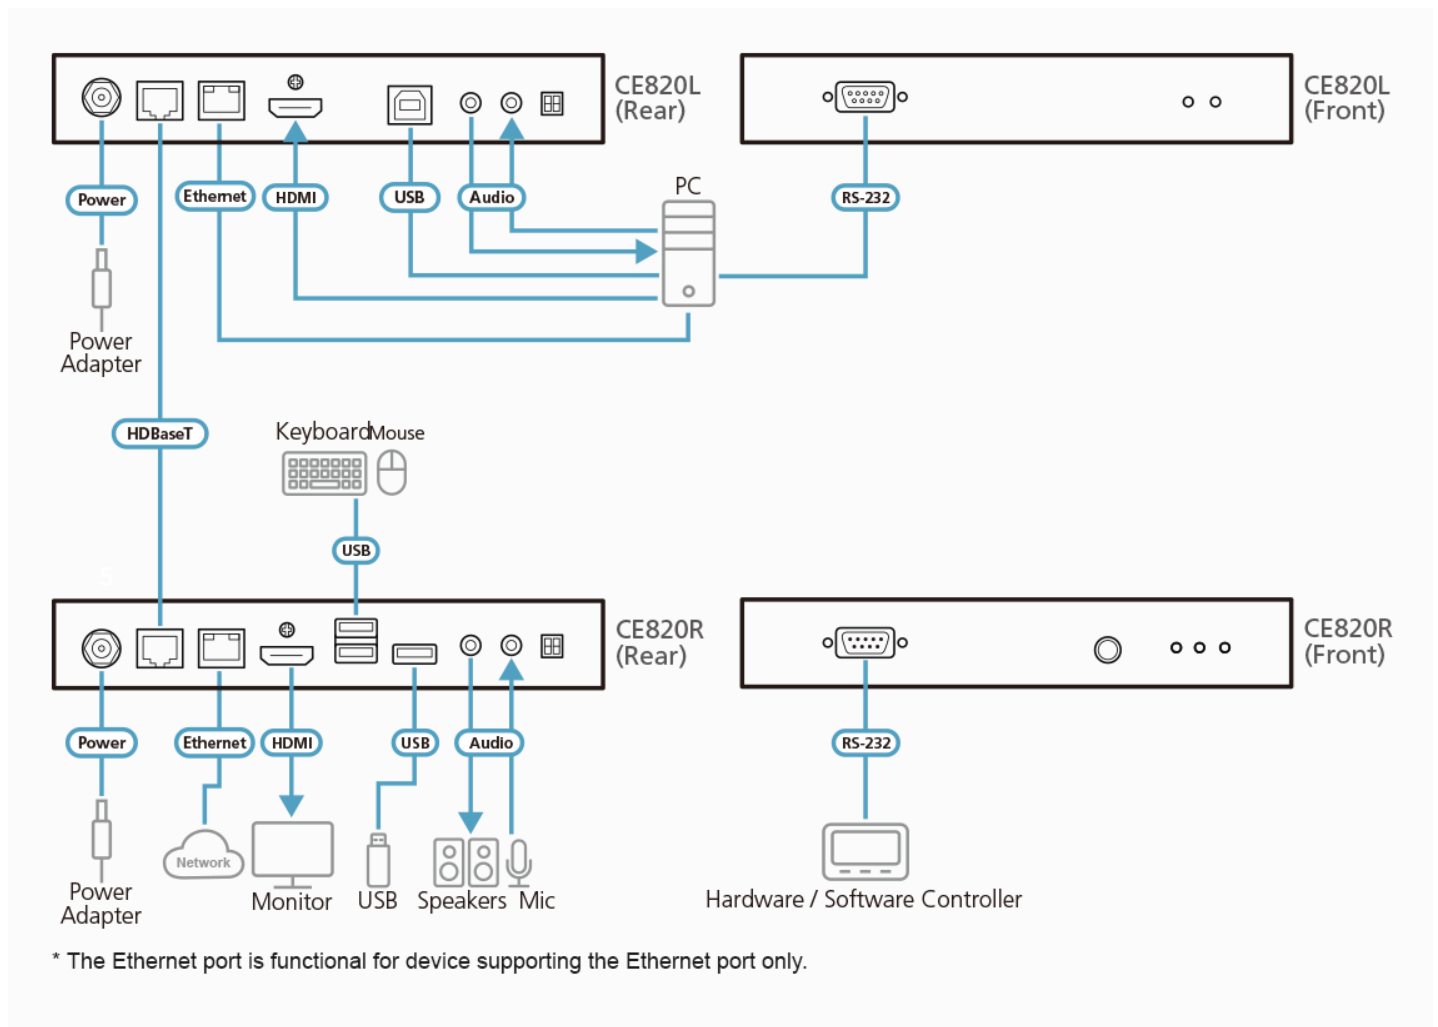 CE820L
(Rear)
CE820L
(Front)
Power
Ethernet
HDMI
USB
Audio
PC
RS-232
Power
Adapter
HDBaseT
Keyboard
Mouse
USB
5
CE820R
(Rear)
CE820R
(Front)
Power
Ethernet
HDMI
USB
Audio
RS-232
Network
Power
Adapter
Monitor
USB
Speakers
Mic
Hardware / Software Controller
* The Ethernet port is functional for device supporting the Ethernet port only.